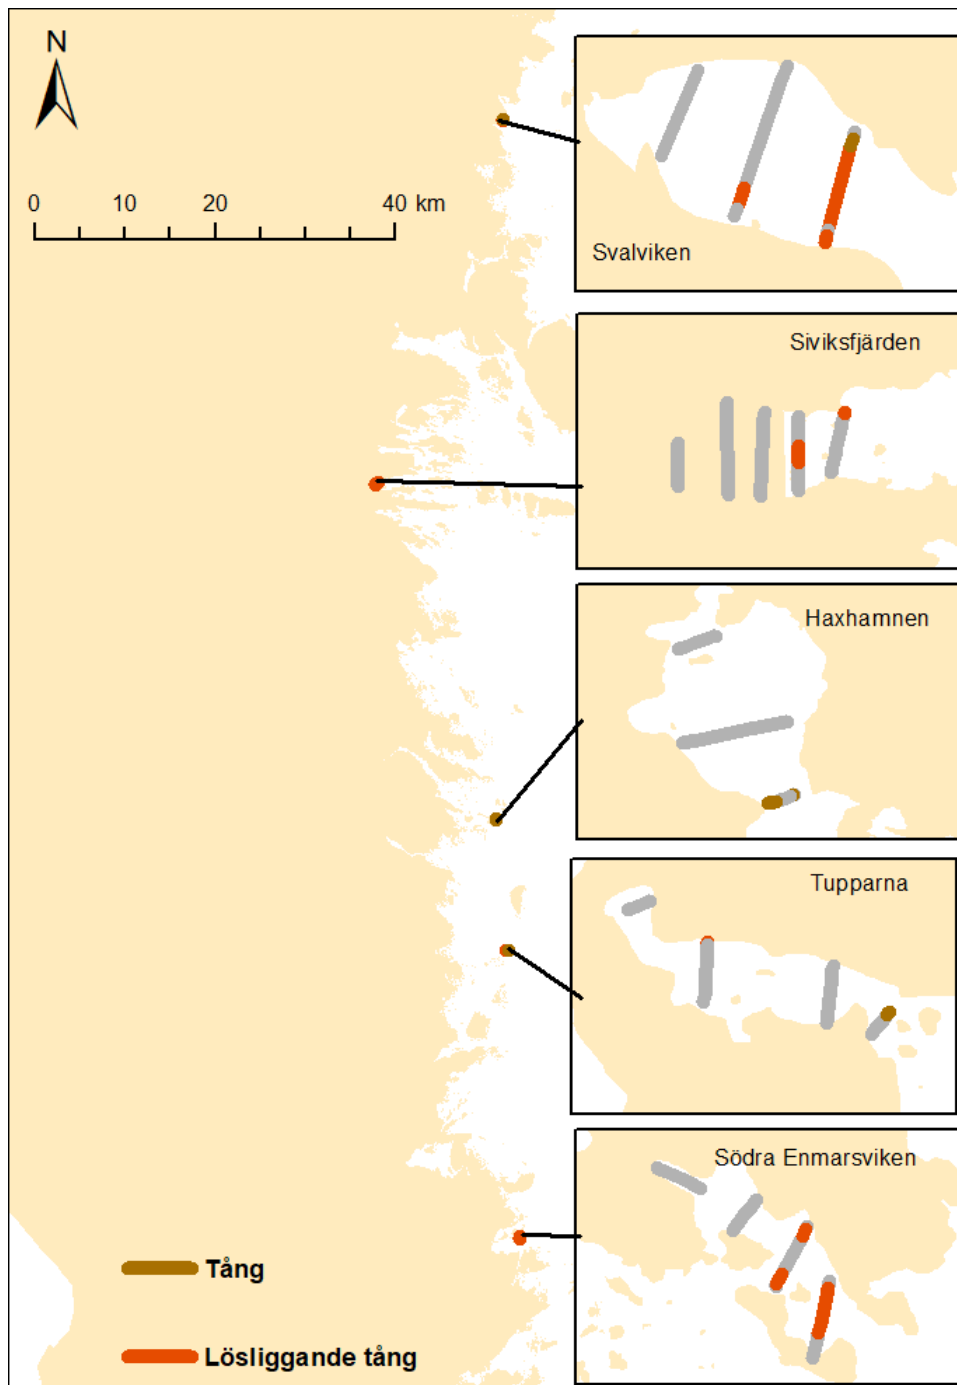 N
0 10 20 40 km
Svalviken
Siviksfjärden
Haxhamnen
Tupparna
Södra Enmarsviken
Tång
Lösliggande tång